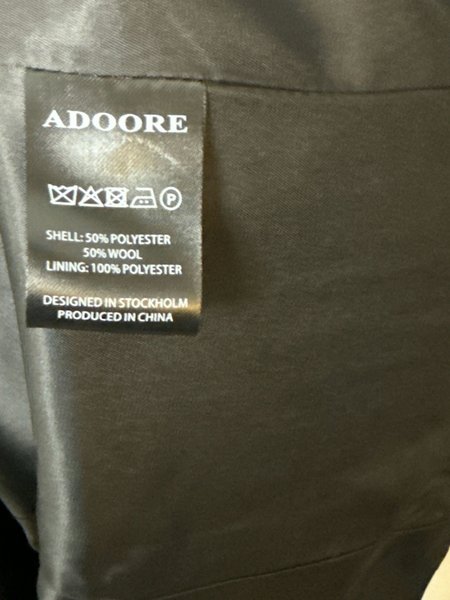 ADOORE
P
SHELL: 50% POLYESTER
50% WOOL
LINING: 100% POLYESTER
DESIGNED IN STOCKHOLM
PRODUCED IN CHINA